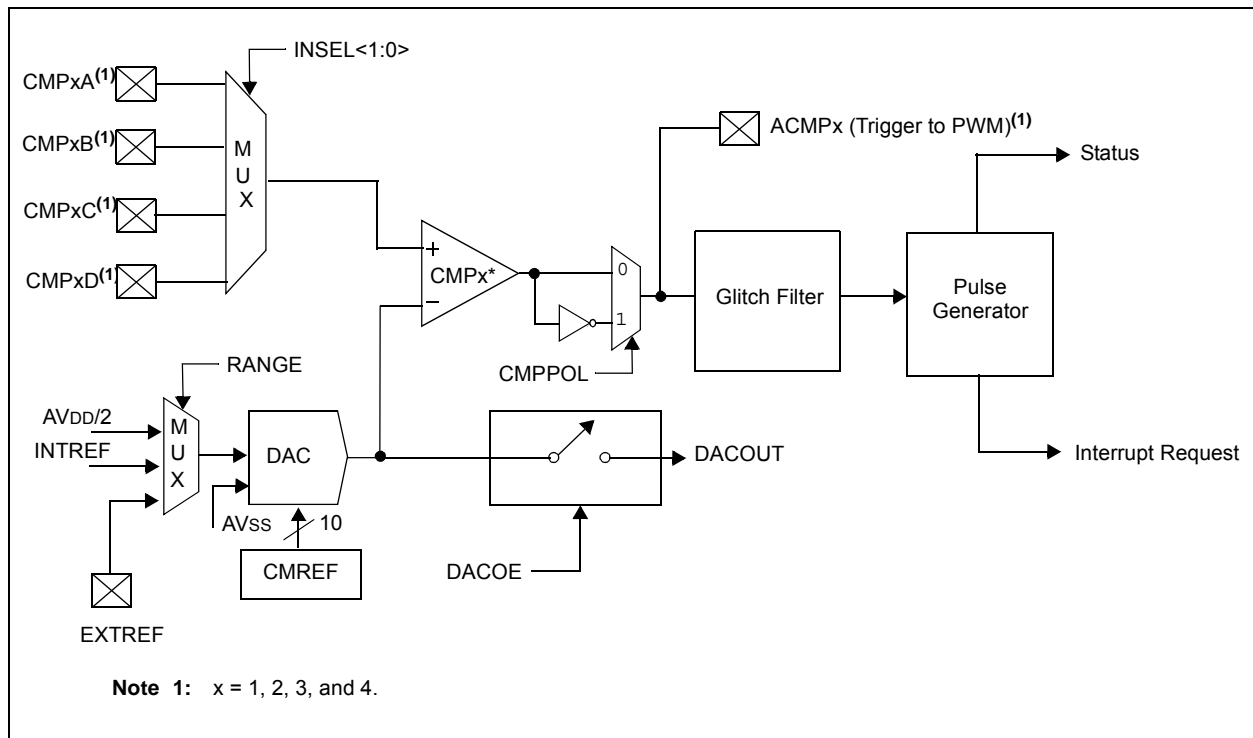 INSEL<1:0>
CMPxA(1)
CMPxB(1)
CMPxC(1)
CMPxD(1)
M
U
X
ACMPx (Trigger to PWM)(1)
Status
+
CMPx*
–
0
1
CMPPOL
Glitch Filter
Pulse
Generator
Interrupt Request
RANGE
AVDD/2
INTREF
M
U
X
DAC
AVSS
10
CMREF
EXTREF
DACOUT
DACOE
Note 1: x = 1, 2, 3, and 4.